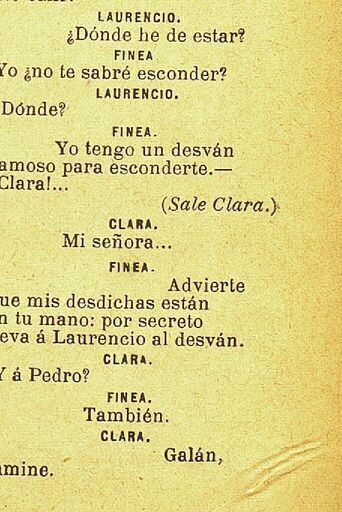 LAURENCIO.
¿Dónde he de estar?
FINEA
Yo ¿no te sabré esconder?
LAURENCIO.
Dónde?
FINEA.
Yo tengo un desván
amoso para esconderte.—
Clara!...
(Sale Clara.)
CLARA.
Mi señora...
FINEA.
Advierte
ue mis desdichas están
n tu mano: por secreto
eva á Laurencio al desván.
CLARA.
Y á Pedro?
FINEA.
También.
CLARA.
Galán,
amine.